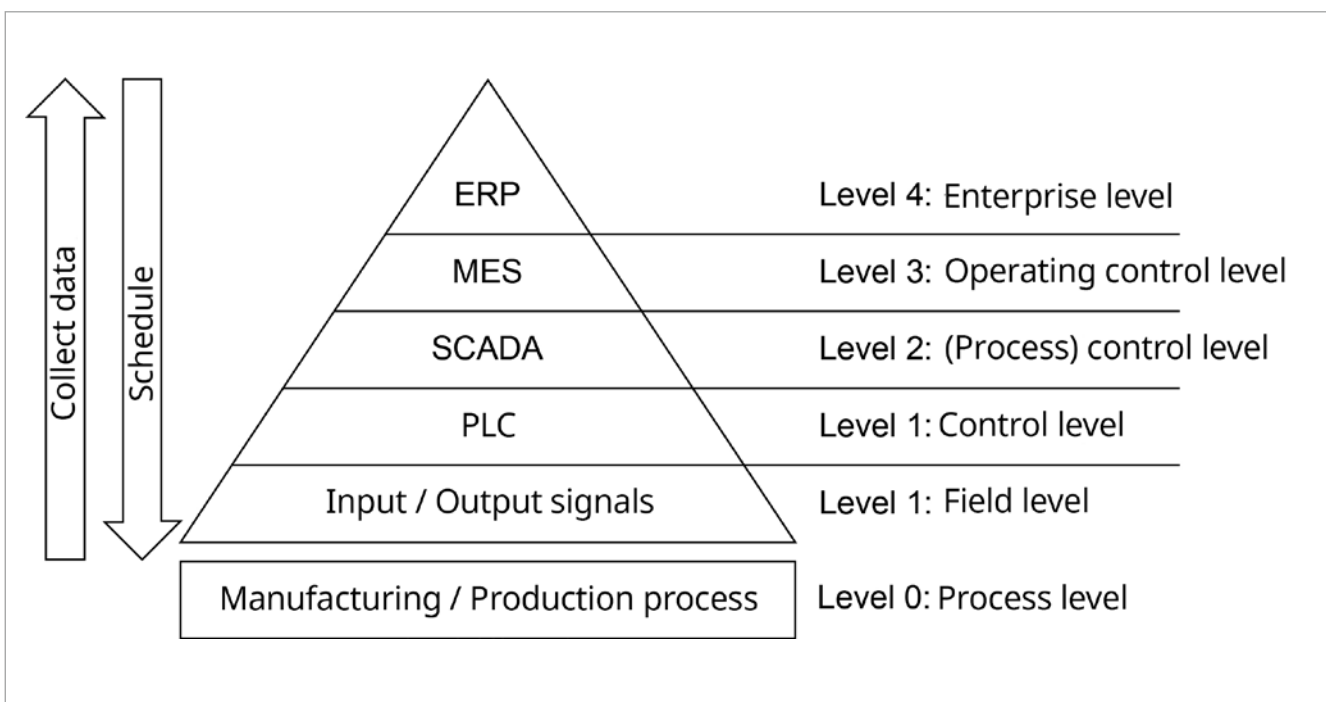 Collect data
Schedule
ERP
Level 4: Enterprise level
MES
Level 3: Operating control level
SCADA
Level 2: (Process) control level
PLC
Level 1: Control level
Input / Output signals
Level 1: Field level
Manufacturing / Production process
Level 0: Process level